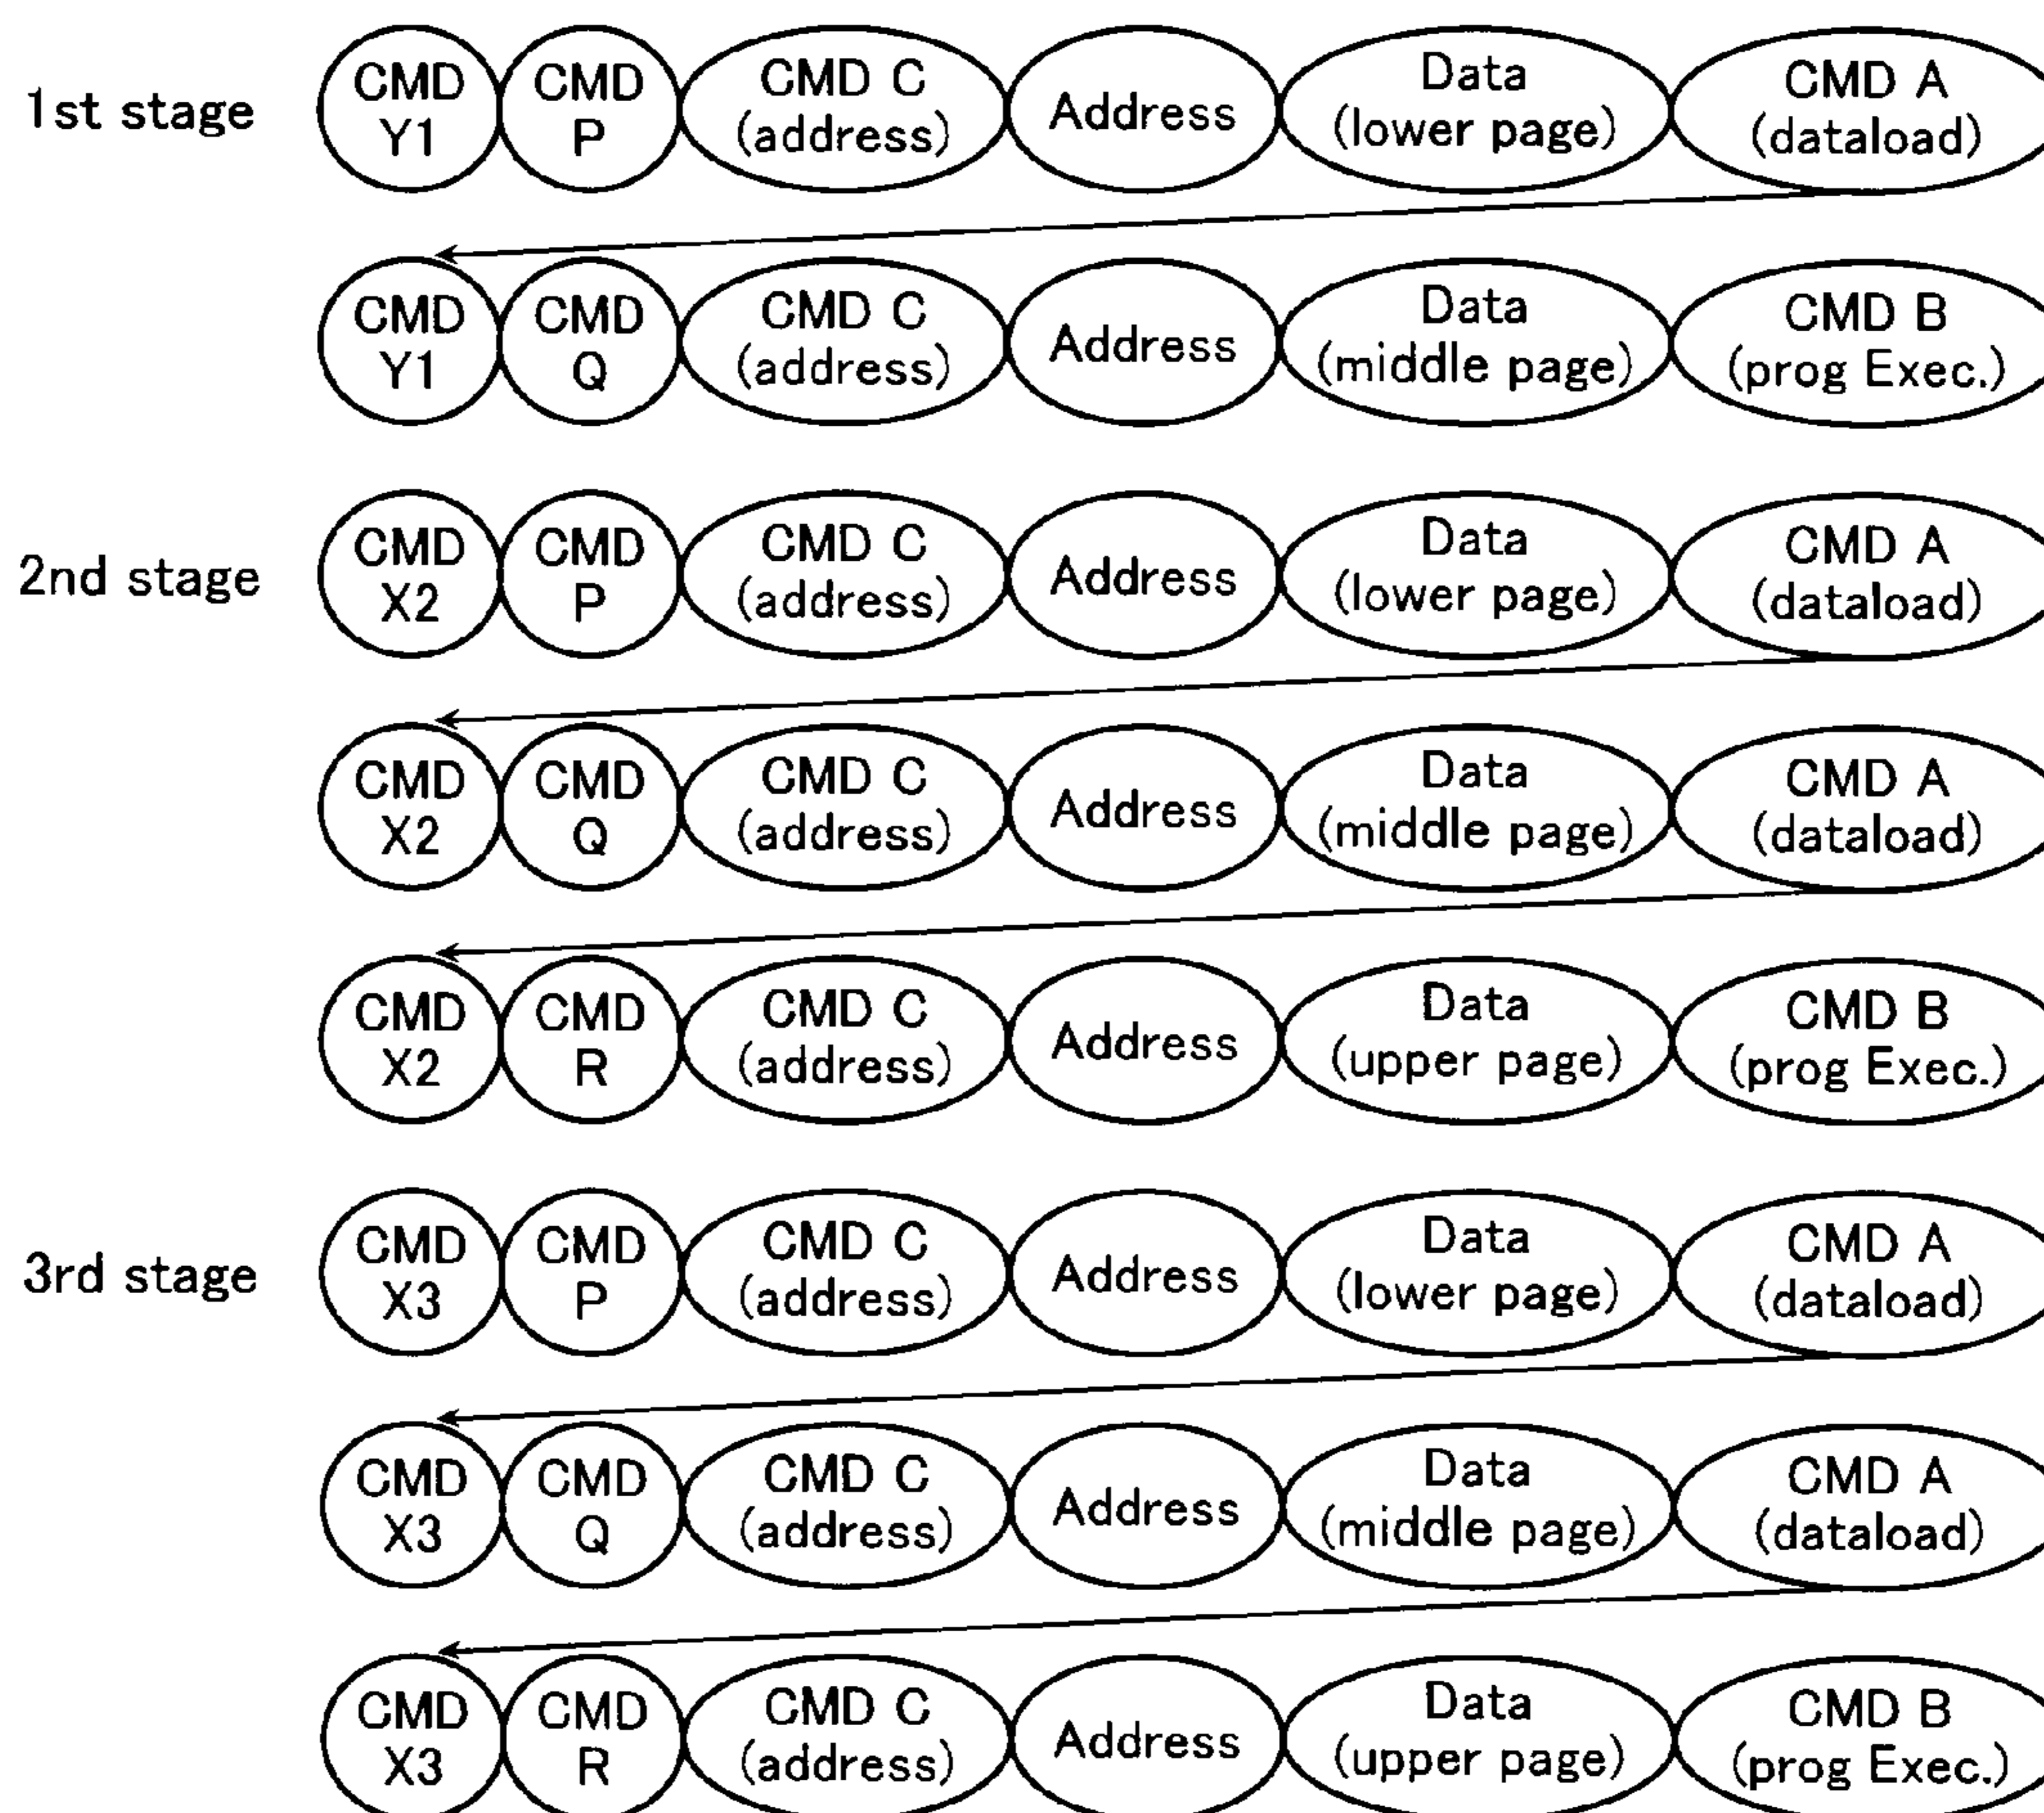 1st stage
CMD Y1 CMD P CMD C (address) Address Data (lower page) CMD A (dataload)
CMD Y1 CMD Q CMD C (address) Address Data (middle page) CMD B (prog Exec.)
2nd stage
CMD X2 CMD P CMD C (address) Address Data (lower page) CMD A (dataload)
CMD X2 CMD Q CMD C (address) Address Data (middle page) CMD A (dataload)
CMD X2 CMD R CMD C (address) Address Data (upper page) CMD B (prog Exec.)
3rd stage
CMD X3 CMD P CMD C (address) Address Data (lower page) CMD A (dataload)
CMD X3 CMD Q CMD C (address) Address Data (middle page) CMD A (dataload)
CMD X3 CMD R CMD C (address) Address Data (upper page) CMD B (prog Exec.)